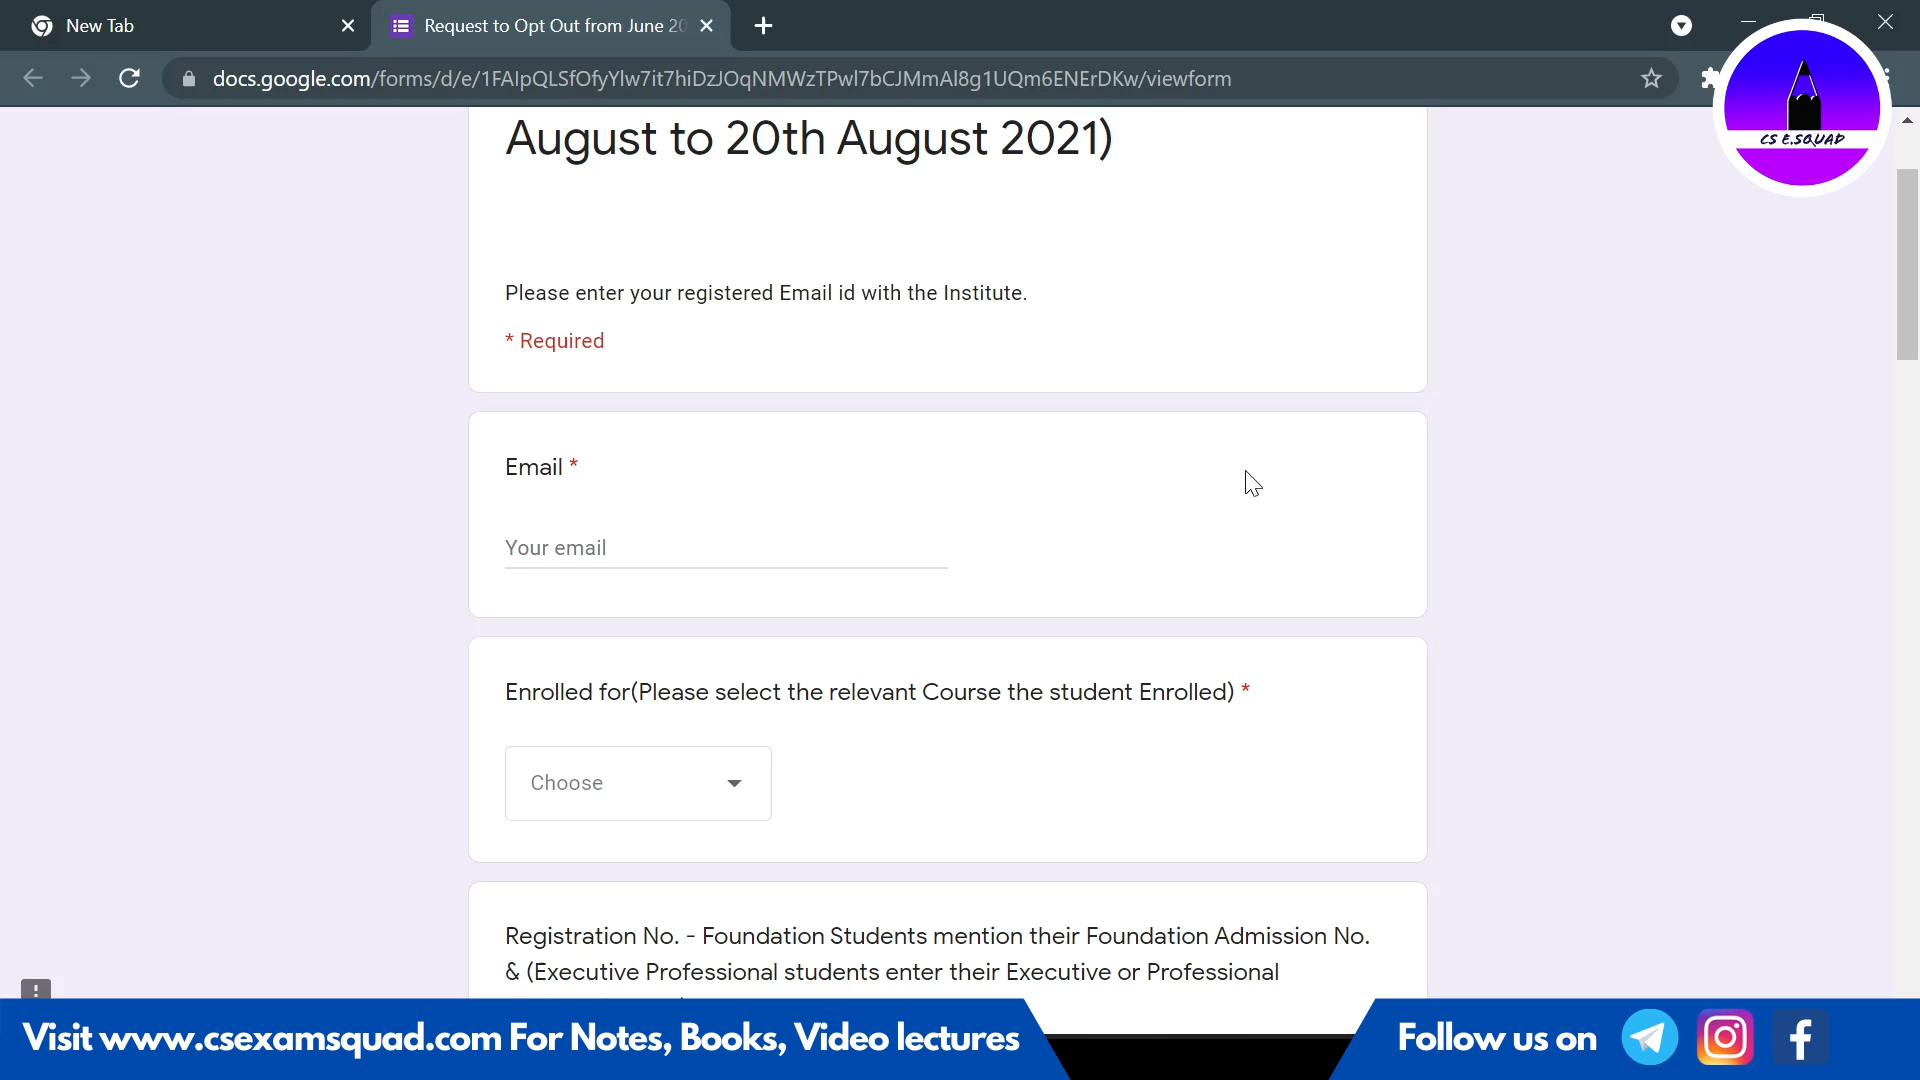 New Tab
Request to Opt Out from June 20
docs.google.com/forms/d/e/1FAIpQLSfOfyYlw7it7hiDzJOqNMWzTPwl7bCJMmAl8g1UQm6ENErDKw/viewform
CS E.SQUAD
August to 20th August 2021)
Please enter your registered Email id with the Institute.
* Required
Email *
Your email
Enrolled for(Please select the relevant Course the student Enrolled) *
Choose
Registration No. - Foundation Students mention their Foundation Admission No.
& (Executive Professional students enter their Executive or Professional
Visit www.csexamsquad.com For Notes, Books, Video lectures
Follow us on